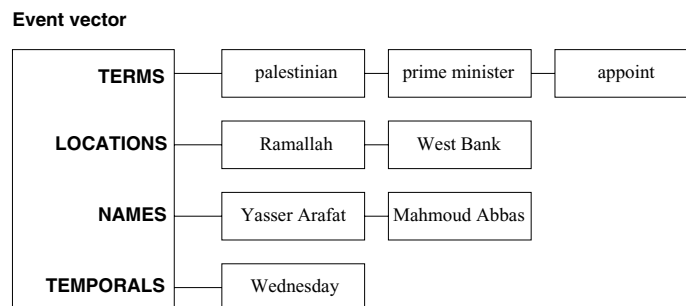 Event vector
TERMS palestinian prime minister appoint
LOCATIONS Ramallah West Bank
NAMES Yasser Arafat Mahmoud Abbas
TEMPORALS Wednesday